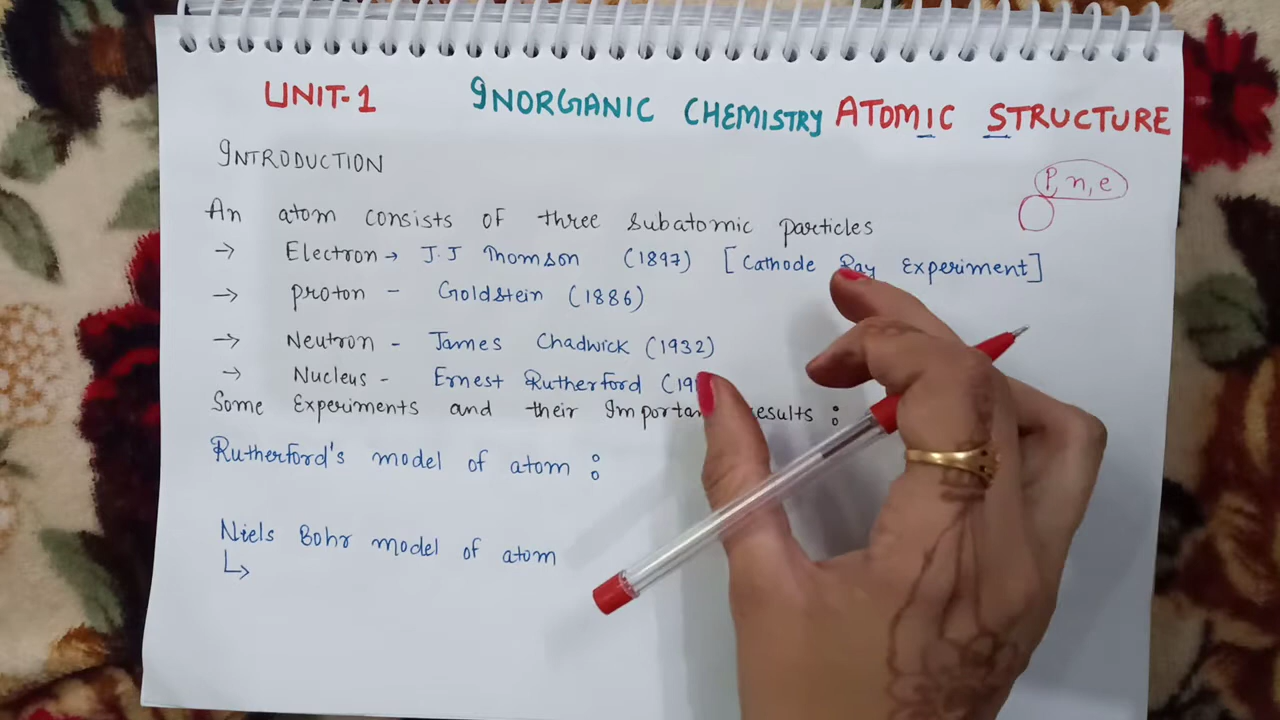 UNIT-1 INORGANIC CHEMISTRY ATOMIC STRUCTURE
INTRODUCTION
P, n, e
An atom consists of three subatomic particles
→ Electron → J.J Thomson (1897) [Cathode Ray Experiment]
→ proton - Goldstein (1886)
→ Neutron - James Chadwick (1932)
→ Nucleus - Ernest Rutherford
Some Experiments and their Important results :
Rutherford's model of atom :
Niels Bohr model of atom